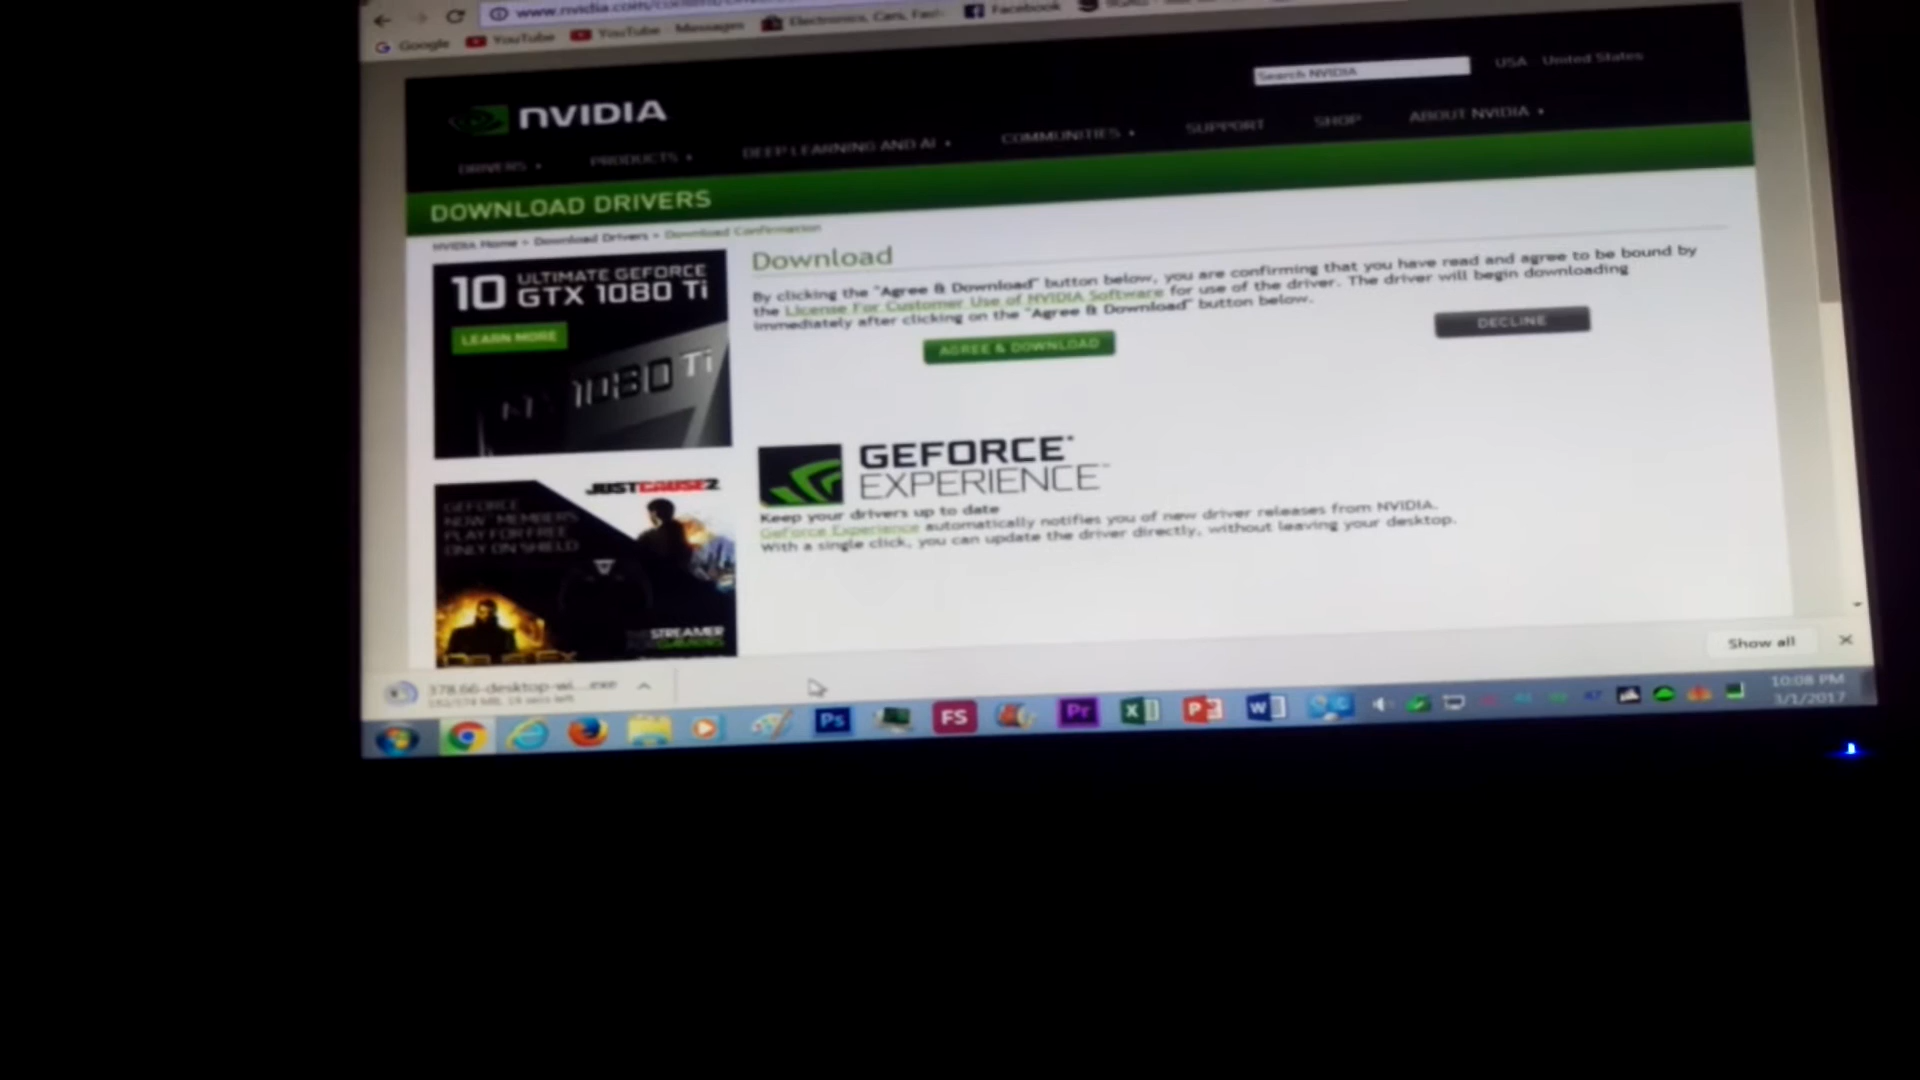 www.nvidia.com/content/
Google YouTube YouTube Messages Electronics, Cars, Fash Facebook
NVIDIA
Search NVIDIA
USA - United States
DRIVERS PRODUCTS DEEP LEARNING AND AI COMMUNITIES SUPPORT SHOP ABOUT NVIDIA
DOWNLOAD DRIVERS
NVIDIA Home > Download Drivers > Download Confirmation
10 ULTIMATE GEFORCE
GTX 1080 Ti
LEARN MORE
1080 Ti
Download
By clicking the "Agree & Download" button below, you are confirming that you have read and agree to be bound by
the License For Customer Use of NVIDIA Software for use of the driver. The driver will begin downloading
immediately after clicking on the "Agree & Download" button below.
AGREE & DOWNLOAD
DECLINE
GEFORCE
EXPERIENCE
Keep your drivers up to date
GeForce Experience automatically notifies you of new driver releases from NVIDIA.
With a single click, you can update the driver directly, without leaving your desktop.
JUST CAUSE 2
GEFORCE
NOW MEMBERS
PLAY FOR FREE
ONLY ON SHIELD
STREAMER
Show all
378.66-desktop-wi....exe
Ps FS Pr X P W
10:08 PM
3/1/2017